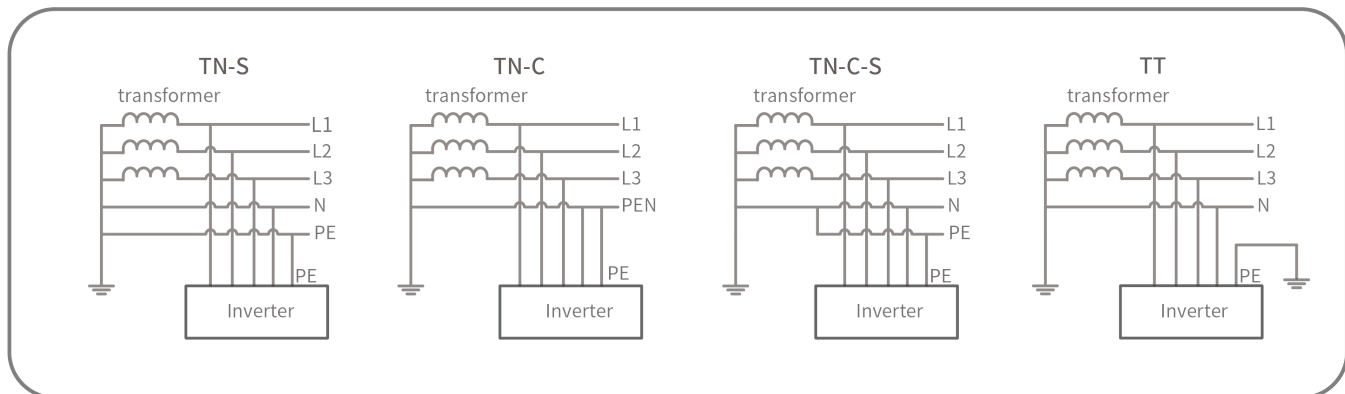 TN-S
transformer
L1
L2
L3
N
PE
PE
Inverter
TN-C
transformer
L1
L2
L3
PEN
PE
Inverter
TN-C-S
transformer
L1
L2
L3
N
PE
PE
Inverter
TT
transformer
L1
L2
L3
N
PE
Inverter